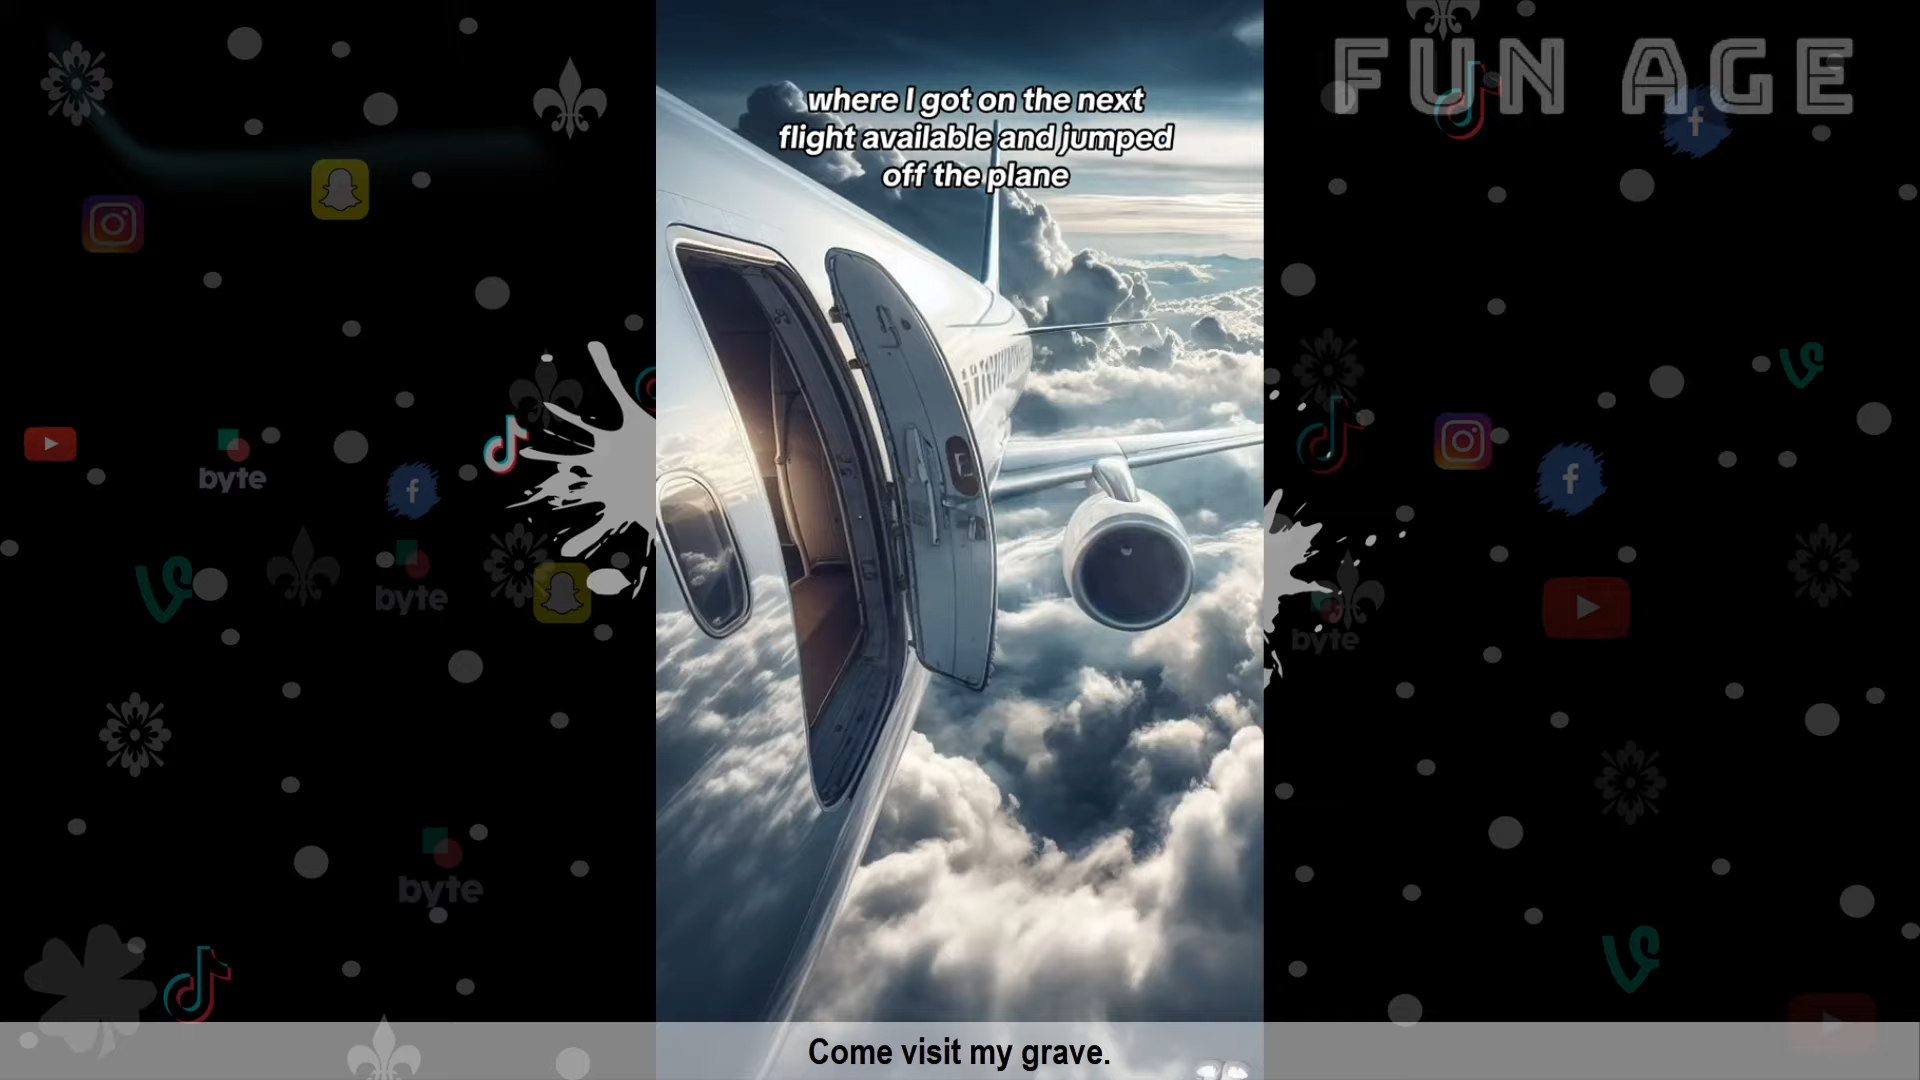 FUN AGE
where I got on the next
flight available and jumped
off the plane
byte
byte
byte
byte
Come visit my grave.